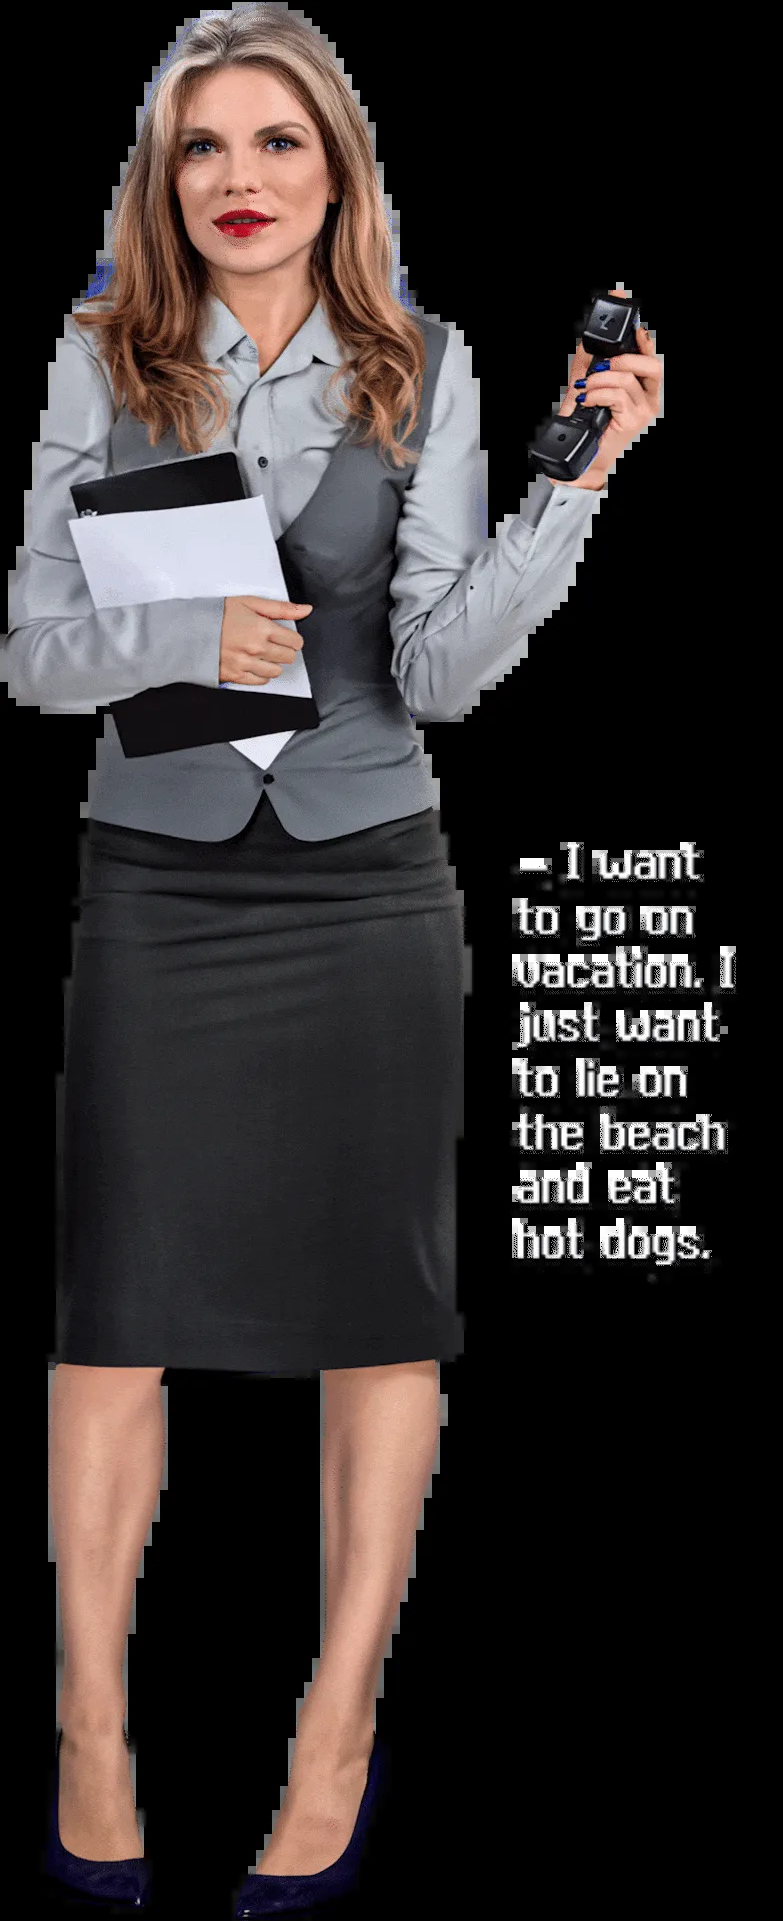 – I want
to go on
vacation. I
just want
to lie on
the beach
and eat
hot dogs.